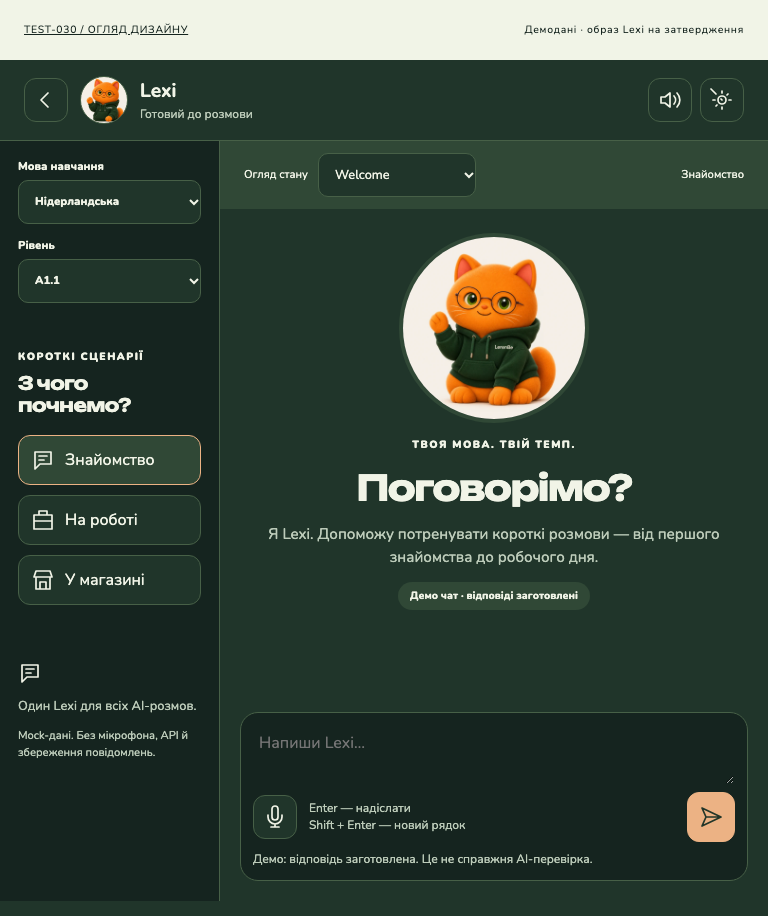 TEST-030 / ОГЛЯД ДИЗАЙНУ
Демодані · образ Lexi на затвердження
Lexi
Готовий до розмови
Мова навчання
Нідерландська
Рівень
A1.1
КОРОТКІ СЦЕНАРІЇ
З чого
почнемо?
Знайомство
На роботі
У магазині
Один Lexi для всіх AI-розмов.
Mock-дані. Без мікрофона, API й
збереження повідомлень.
Огляд стану
Welcome
Знайомство
ТВОЯ МОВА. ТВІЙ ТЕМП.
Поговорімо?
Я Lexi. Допоможу потренувати короткі розмови — від першого
знайомства до робочого дня.
Демо чат · відповіді заготовлені
Напиши Lexi...
Enter — надіслати
Shift + Enter — новий рядок
Демо: відповідь заготовлена. Це не справжня AI-перевірка.